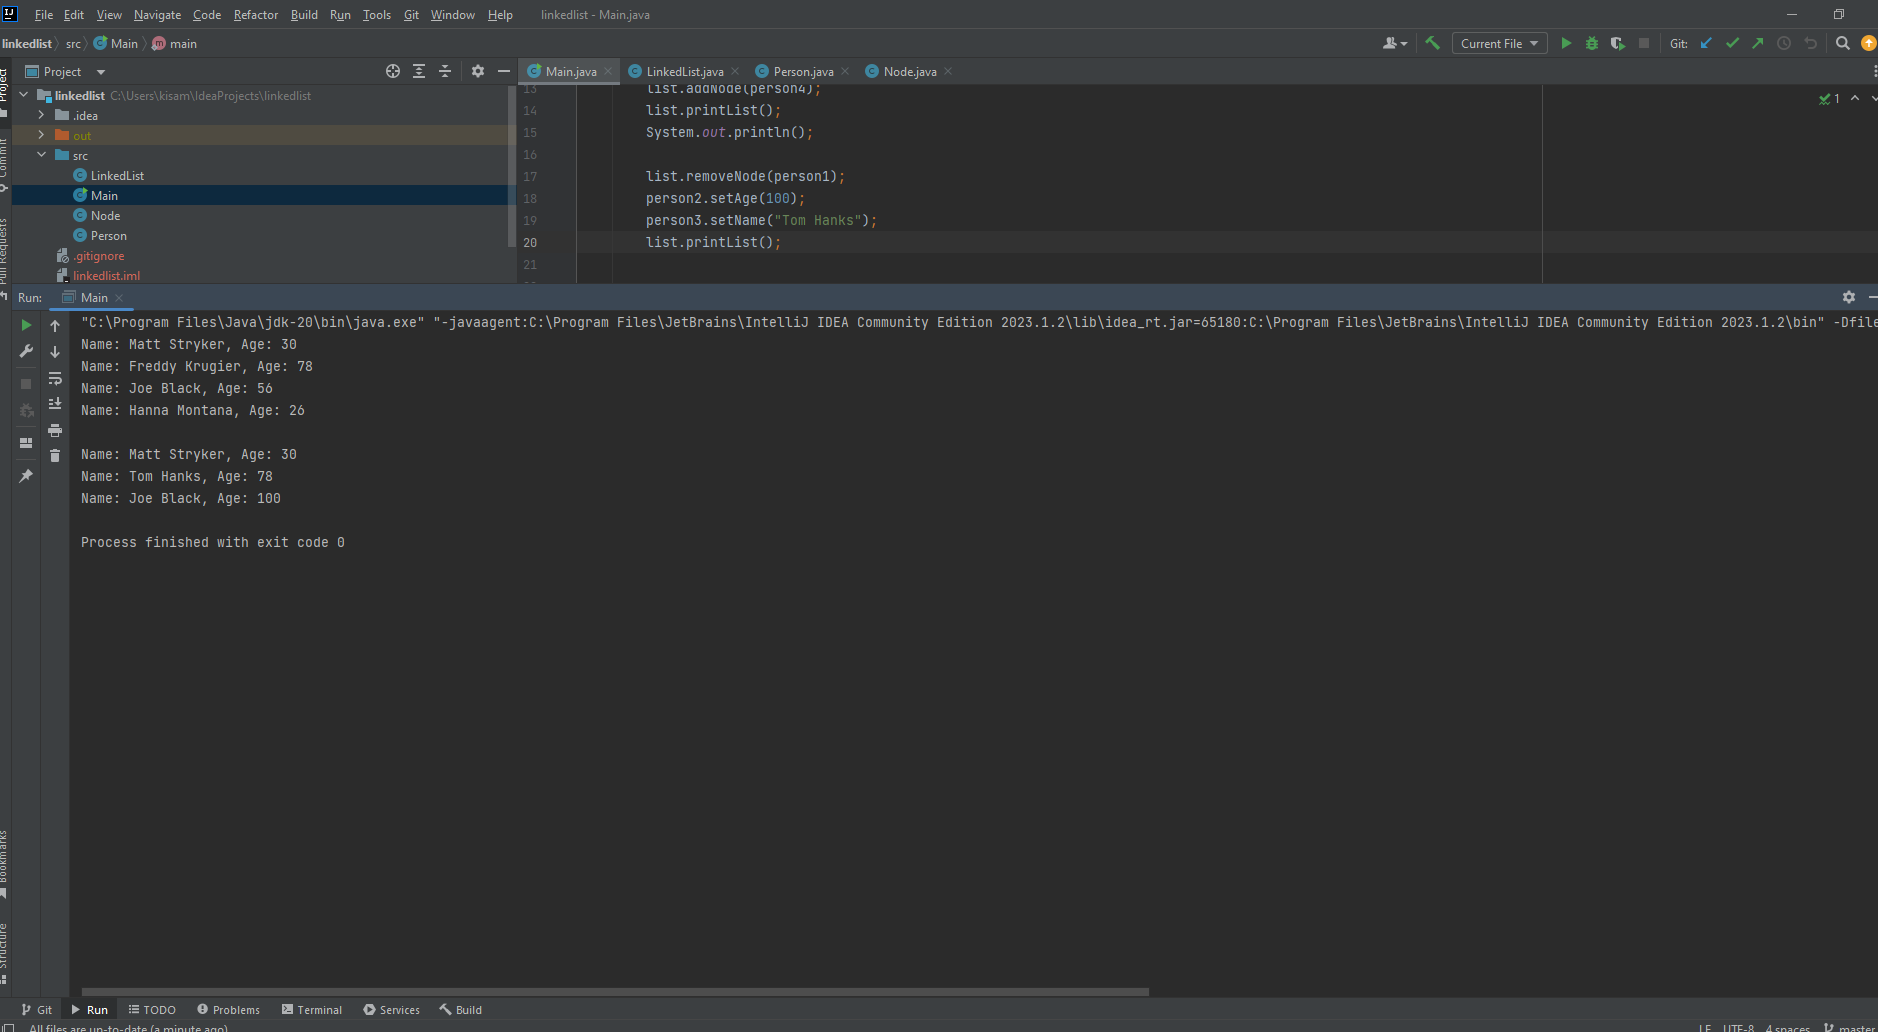 File Edit View Navigate Code Refactor Build Run Tools Git Window Help linkedlist - Main.java
linkedlist src Main main Current File Git:
Project Main.java LinkedList.java Person.java Node.java
Project
linkedlist C:\Users\kisam\IdeaProjects\linkedlist
.idea
out
src
LinkedList
Main
Node
Person
.gitignore
linkedlist.iml
Commit
Pull Requests
13 list.addNode(person4);
14 list.printList();
15 System.out.println();
16
17 list.removeNode(person1);
18 person2.setAge(100);
19 person3.setName("Tom Hanks");
20 list.printList();
21
1
Run: Main
"C:\Program Files\Java\jdk-20\bin\java.exe" "-javaagent:C:\Program Files\JetBrains\IntelliJ IDEA Community Edition 2023.1.2\lib\idea_rt.jar=65180:C:\Program Files\JetBrains\IntelliJ IDEA Community Edition 2023.1.2\bin" -Dfile
Name: Matt Stryker, Age: 30
Name: Freddy Krugier, Age: 78
Name: Joe Black, Age: 56
Name: Hanna Montana, Age: 26
Name: Matt Stryker, Age: 30
Name: Tom Hanks, Age: 78
Name: Joe Black, Age: 100
Process finished with exit code 0
Bookmarks
Structure
Git Run TODO Problems Terminal Services Build
All files are up-to-date (a minute ago) LF UTF-8 4 spaces master